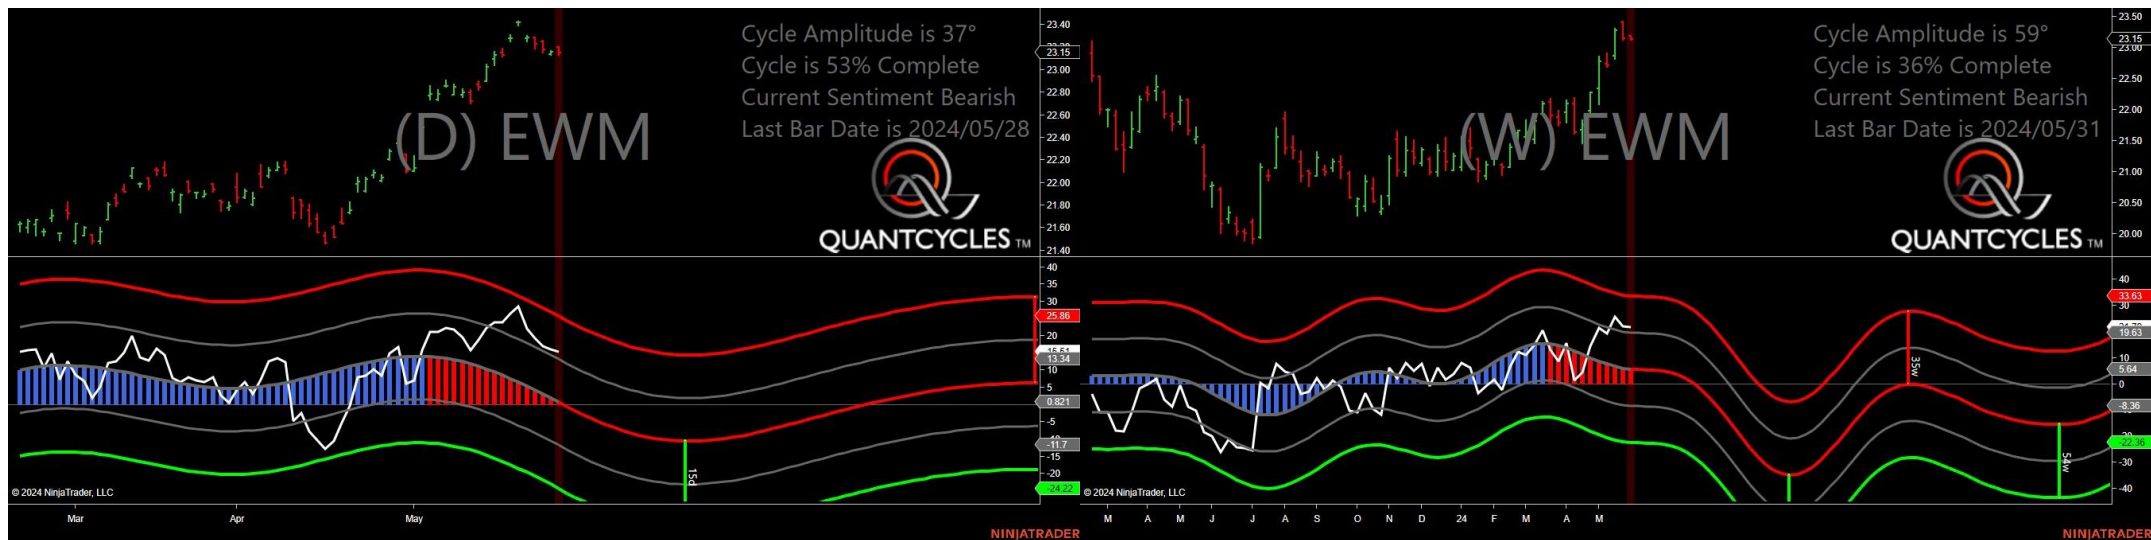 Cycle Amplitude is 37°
Cycle is 53% Complete
Current Sentiment Bearish
Last Bar Date is 2024/05/28
(D) EWM
QUANTCYCLES TM
23.40
23.15
23.00
22.80
22.60
22.40
22.20
22.00
21.80
21.60
21.40
40
35
30
25.86
20
13.34
10
5
0.821
-5
-11.7
-15
-20
-24.22
15d
© 2024 NinjaTrader, LLC
Mar Apr May
NINJATRADER
Cycle Amplitude is 59°
Cycle is 36% Complete
Current Sentiment Bearish
Last Bar Date is 2024/05/31
(W) EWM
QUANTCYCLES TM
23.50
23.15
23.00
22.50
22.00
21.50
21.00
20.50
20.00
40
33.63
30
19.63
10
5.64
0
-8.36
-22.36
-30
-40
35w
54w
© 2024 NinjaTrader, LLC
M A M J J A S O N D 24 F M A M
NINJATRADER